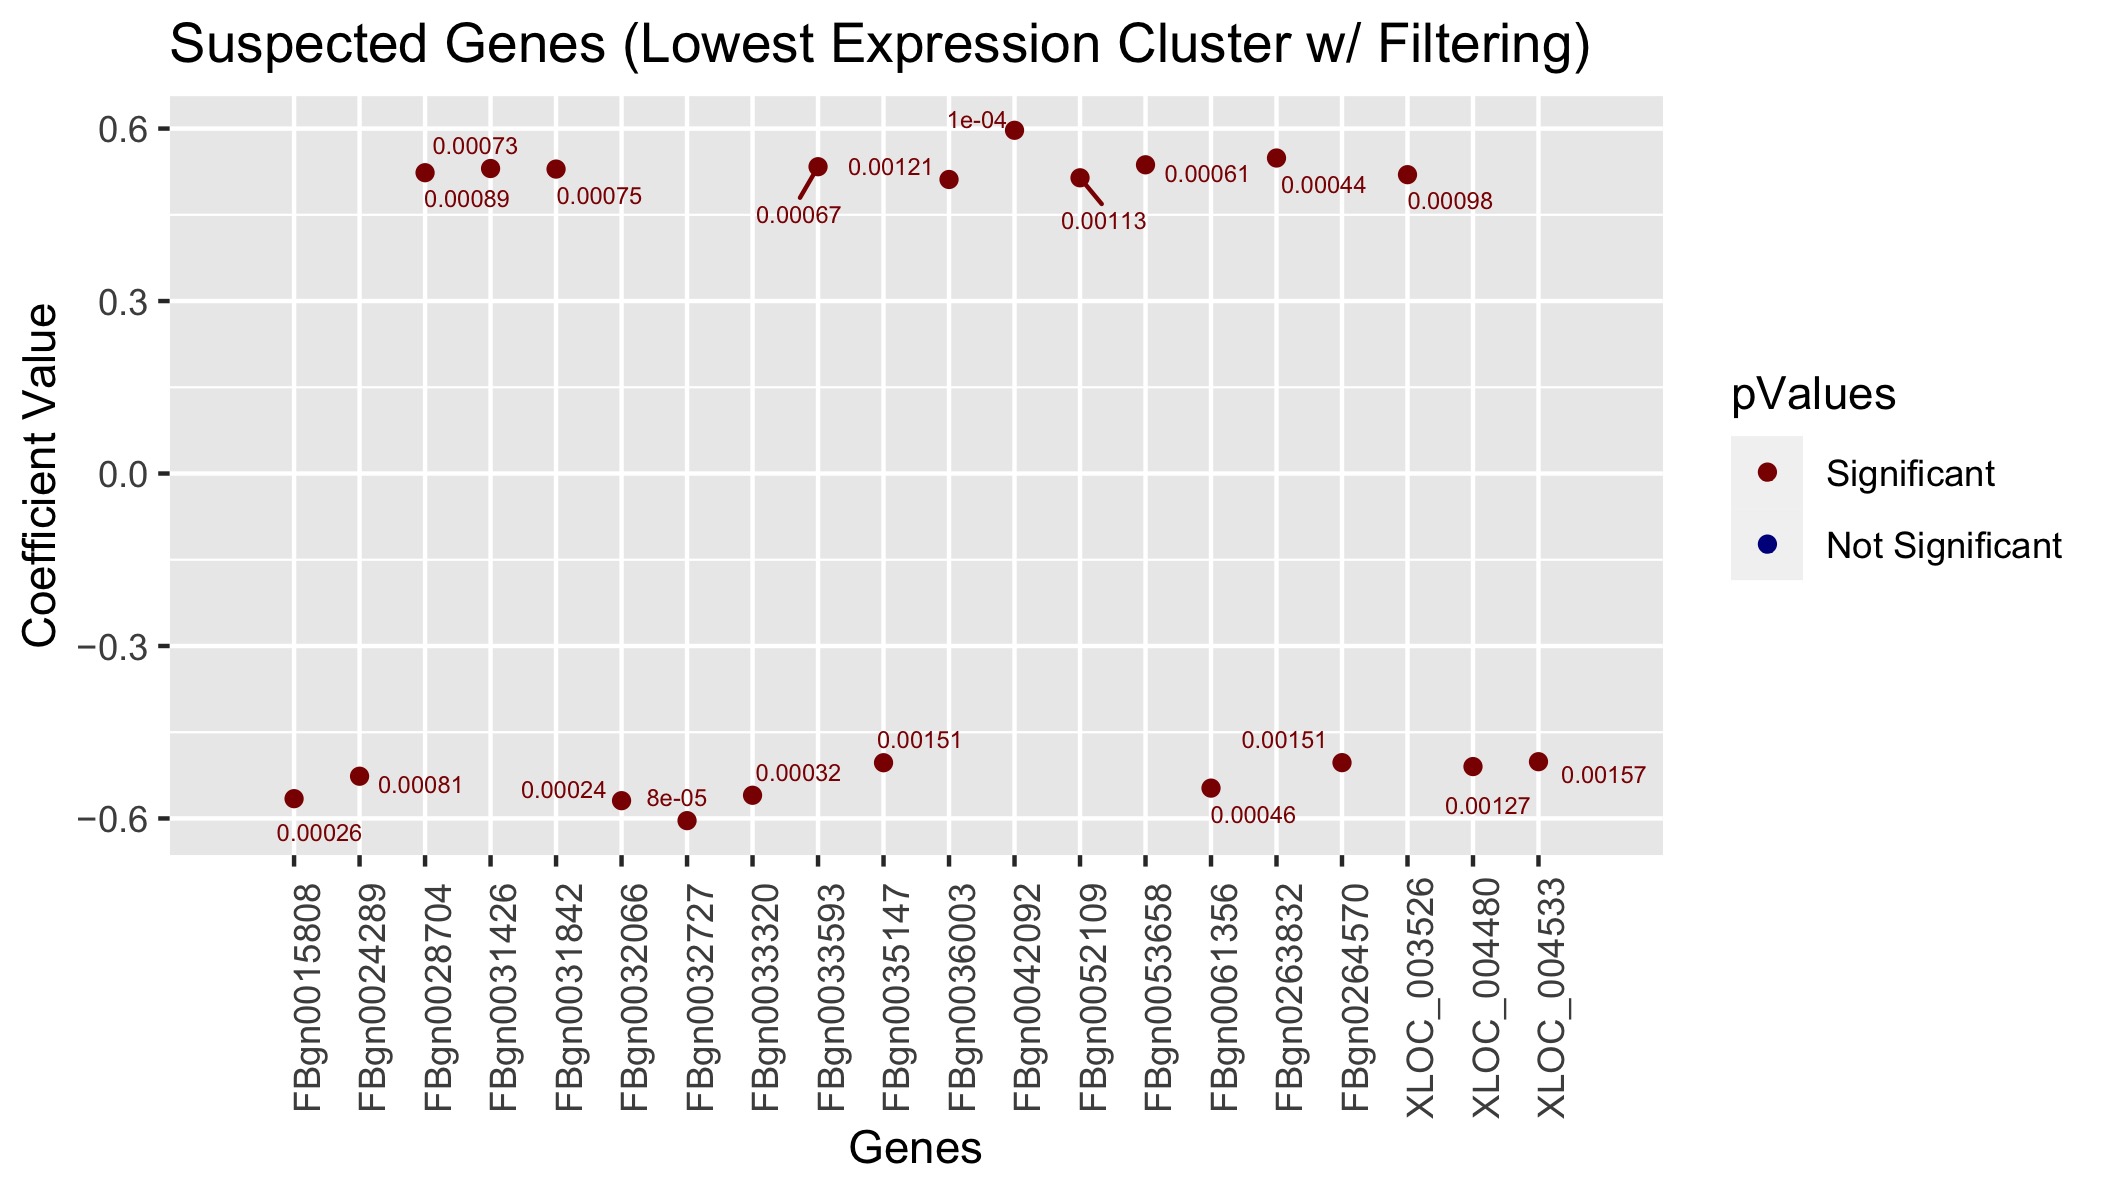 Suspected Genes (Lowest Expression Cluster w/ Filtering)
Coefficient Value
0.6
0.3
0.0
−0.3
−0.6
1e-04
0.00073
0.00121
0.00061
0.00044
0.00089
0.00075
0.00098
0.00067
0.00113
0.00151
0.00151
0.00032
0.00157
0.00081
0.00024
8e-05
0.00127
0.00046
0.00026
FBgn0015808
FBgn0024289
FBgn0028704
FBgn0031426
FBgn0031842
FBgn0032066
FBgn0032727
FBgn0033320
FBgn0033593
FBgn0035147
FBgn0036003
FBgn0042092
FBgn0052109
FBgn0053658
FBgn0061356
FBgn0263832
FBgn0264570
XLOC_003526
XLOC_004480
XLOC_004533
Genes
pValues
Significant
Not Significant